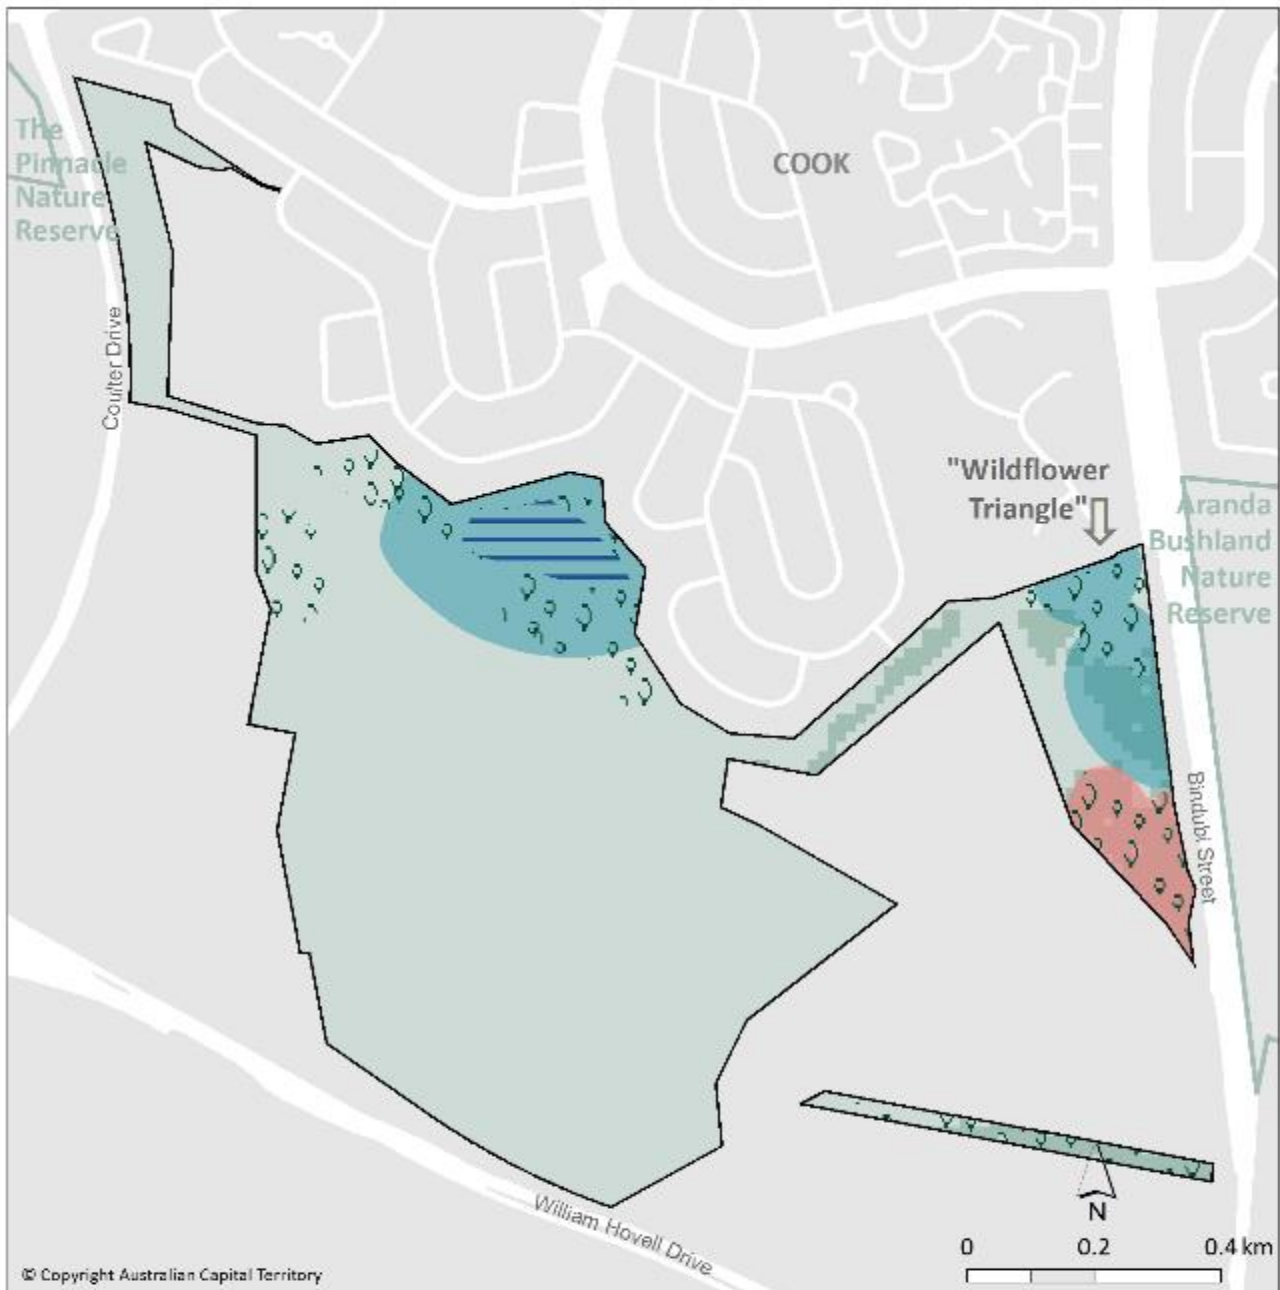 The
Pinnacle
Nature
Reserve
COOK
Coulter Drive
"Wildflower
Triangle"
Aranda
Bushland
Nature
Reserve
Bindubi Street
William Hovell Drive
N
0 0.2 0.4 km
© Copyright Australian Capital Territory